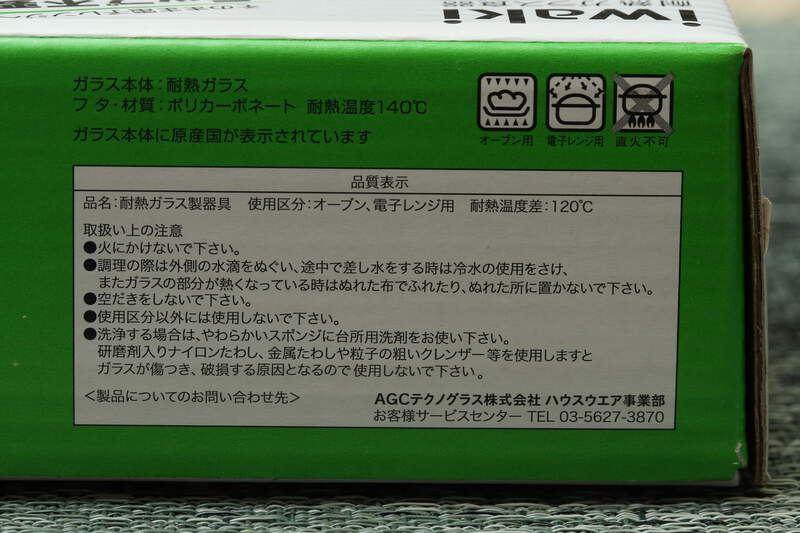 iwaki
耐熱ガラス容器
ガラス本体：耐熱ガラス
フタ・材質：ポリカーボネート 耐熱温度140℃
ガラス本体に原産国が表示されています
オーブン用 電子レンジ用 直火不可
品質表示
品名：耐熱ガラス製器具 使用区分：オーブン、電子レンジ用 耐熱温度差：120℃
取扱い上の注意
●火にかけないで下さい。
●調理の際は外側の水滴をぬぐい、途中で差し水をする時は冷水の使用をさけ、
またガラスの部分が熱くなっている時はぬれた布でふれたり、ぬれた所に置かないで下さい。
●空だきをしないで下さい。
●使用区分以外には使用しないで下さい。
●洗浄する場合は、やわらかいスポンジに台所用洗剤をお使い下さい。
研磨剤入りナイロンたわし、金属たわしや粒子の粗いクレンザー等を使用しますと
ガラスが傷つき、破損する原因となるので使用しないで下さい。
＜製品についてのお問い合わせ先＞
AGCテクノグラス株式会社 ハウスウエア事業部
お客様サービスセンター TEL 03-5627-3870